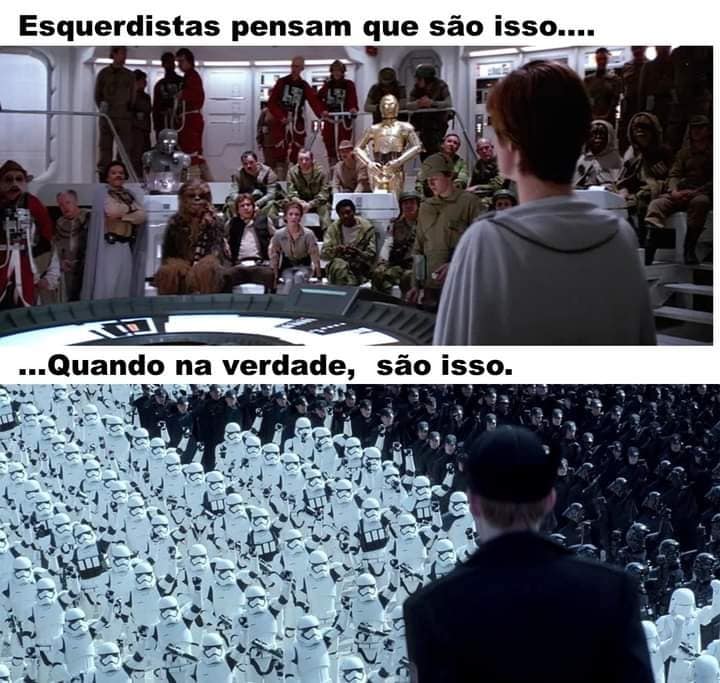 Esquerdistas pensam que são isso....
...Quando na verdade, são isso.